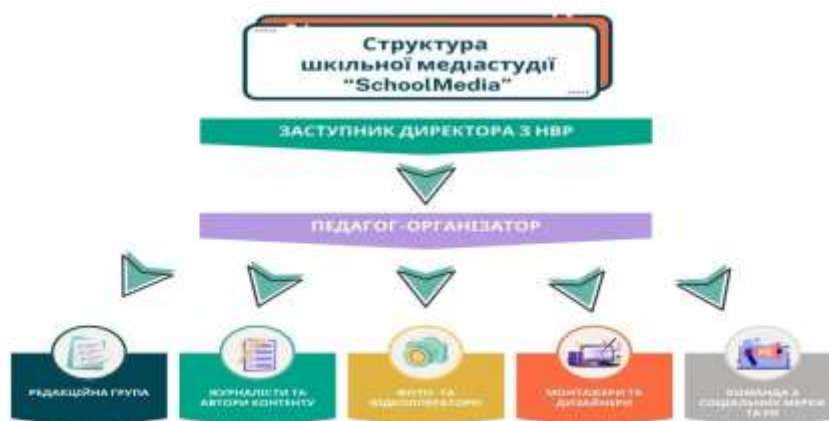 Структура
шкільної медіастудії
“SchoolMedia”
ЗАСТУПНИК ДИРЕКТОРА З НВР
ПЕДАГОГ-ОРГАНІЗАТОР
РЕДАКЦІЙНА ГРУПА
ЖУРНАЛІСТИ ТА
АВТОРИ КОНТЕНТУ
ФОТО- ТА
ВІДЕООПЕРАТОРИ
МОНТАЖЕРИ ТА
ДИЗАЙНЕРИ
КОМАНДА З
СОЦІАЛЬНИХ МЕРЕЖ
ТА PR